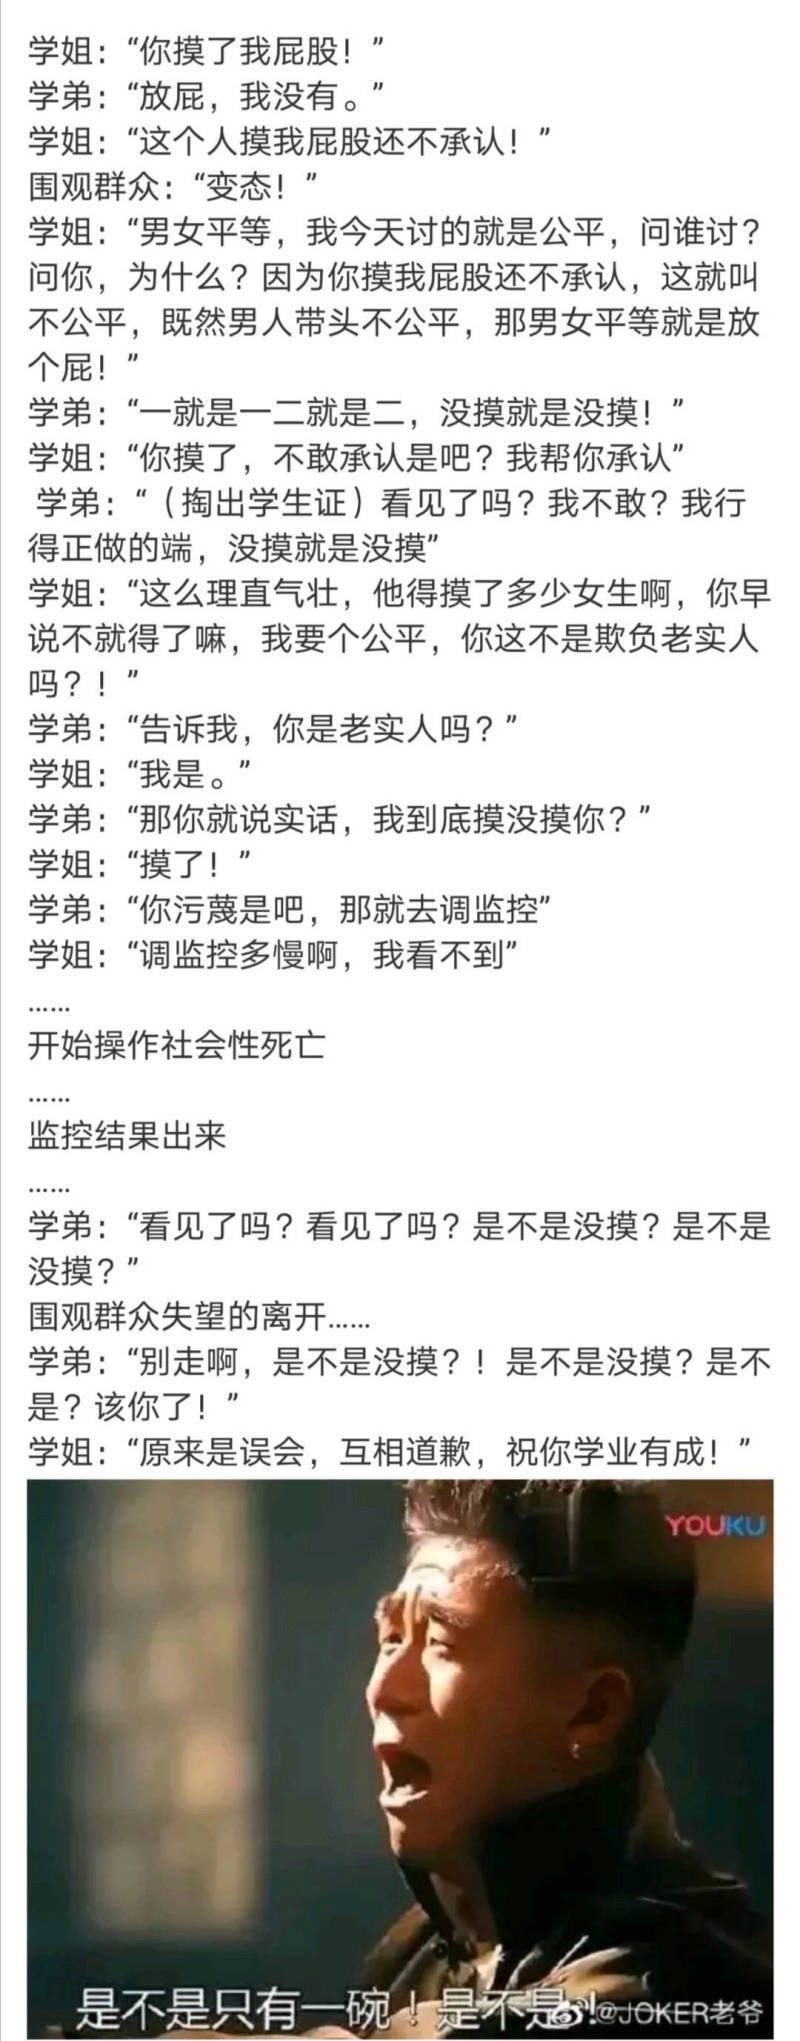 学姐：“你摸了我屁股！”
学弟：“放屁，我没有。”
学姐：“这个人摸我屁股还不承认！”
围观群众：“变态！”
学姐：“男女平等，我今天讨的就是公平，问谁讨？
问你，为什么？因为你摸我屁股还不承认，这就叫
不公平，既然男人带头不公平，那男女平等就是放
个屁！”
学弟：“一就是一二就是二，没摸就是没摸！”
学姐：“你摸了，不敢承认是吧？我帮你承认”
学弟：“（掏出学生证）看见了吗？我不敢？我行
得正做的端，没摸就是没摸”
学姐：“这么理直气壮，他得摸了多少女生啊，你早
说不就得了嘛，我要个公平，你这不是欺负老实人
吗？！”
学弟：“告诉我，你是老实人吗？”
学姐：“我是。”
学弟：“那你就说实话，我到底摸没摸你？”
学姐：“摸了！”
学弟：“你污蔑是吧，那就去调监控”
学姐：“调监控多慢啊，我看不到”
……
开始操作社会性死亡
……
监控结果出来
……
学弟：“看见了吗？看见了吗？是不是没摸？是不是
没摸？”
围观群众失望的离开……
学弟：“别走啊，是不是没摸？！是不是没摸？是不
是？该你了！”
学姐：“原来是误会，互相道歉，祝你学业有成！”
YOUKU
是不是只有一碗！是不是！
@JOKER老爷